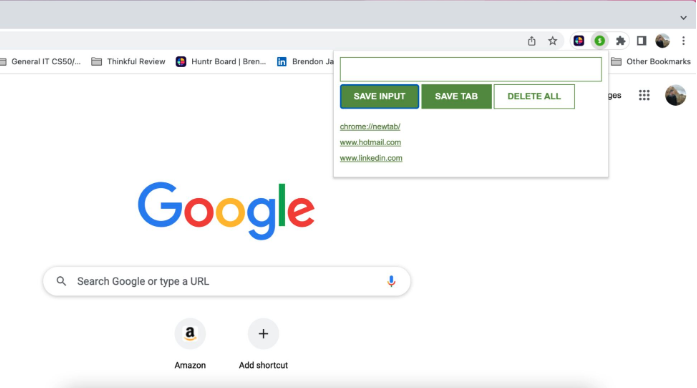 General IT CS50/...
Thinkful Review
Huntr Board | Bren...
in
Brendon Ja
Other Bookmarks
SAVE INPUT
SAVE TAB
DELETE ALL
ges
chrome://newtab/
www.hotmail.com
www.linkedin.com
Google
Search Google or type a URL
a
Amazon
Add shortcut